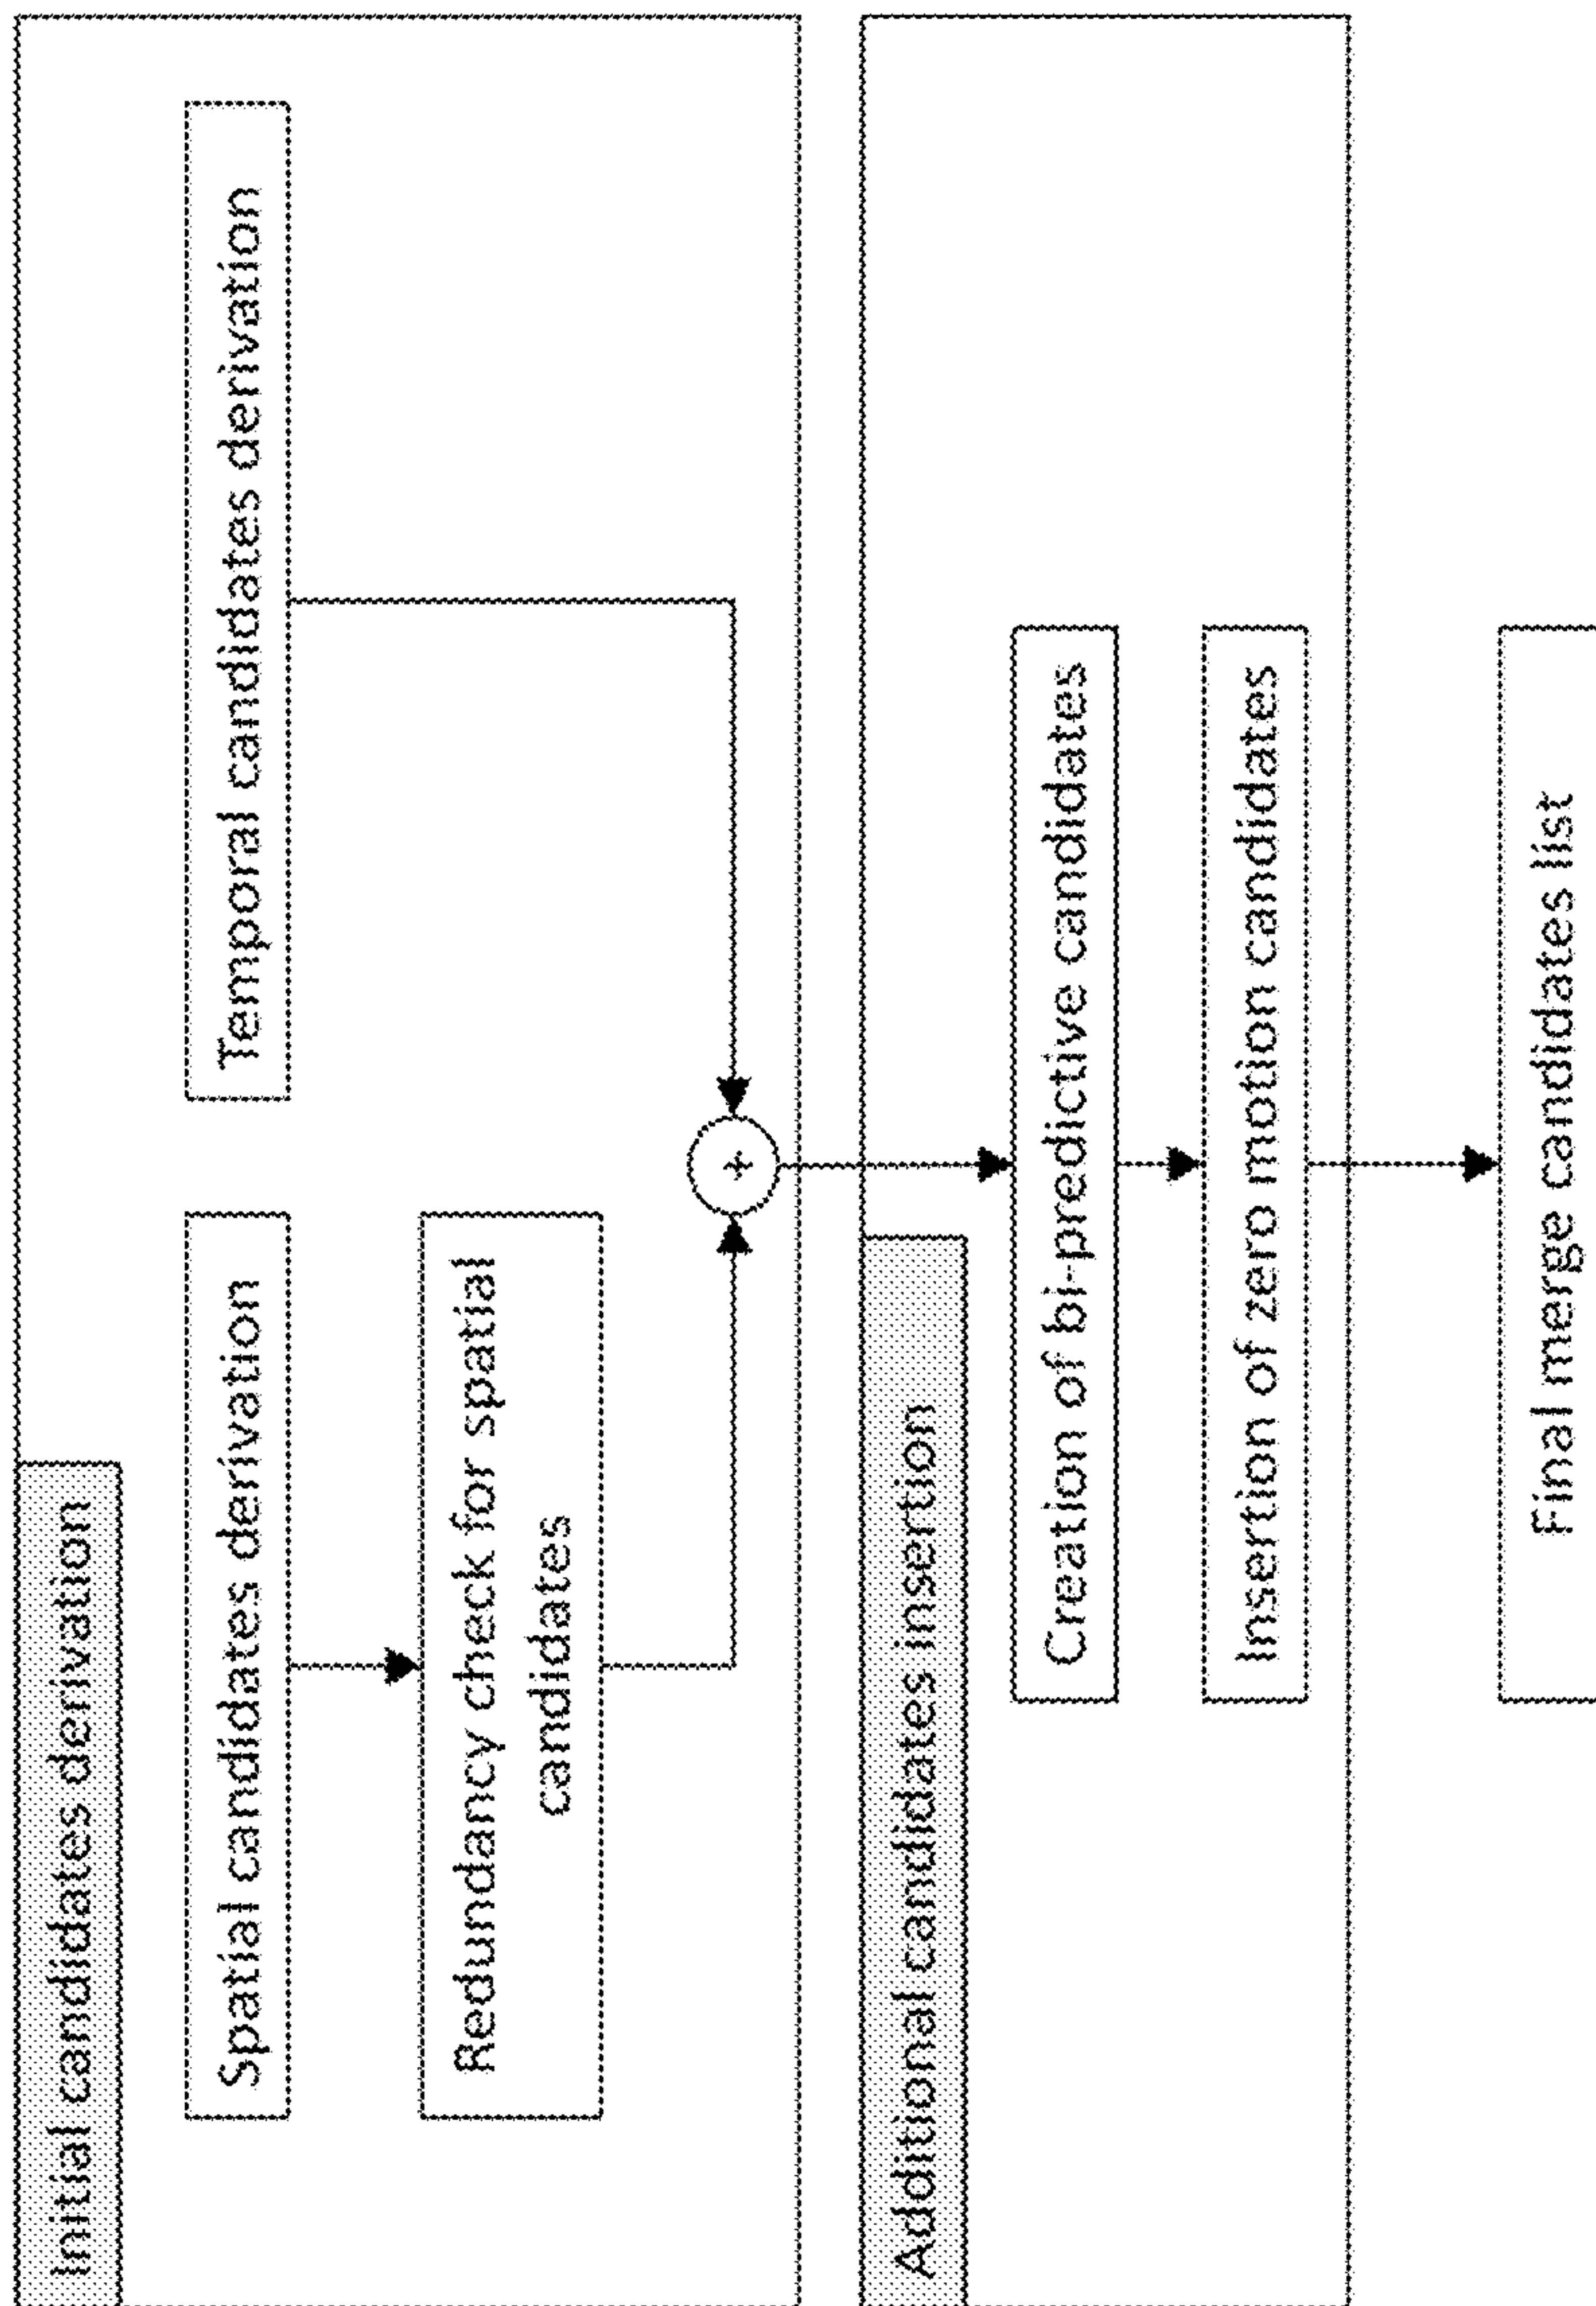 Initial candidates derivation
Spatial candidates derivation
Temporal candidates derivation
Redundancy check for spatial
candidates
+
Additional candidates insertion
Creation of bi-predictive candidates
Insertion of zero motion candidates
Final merge candidates list